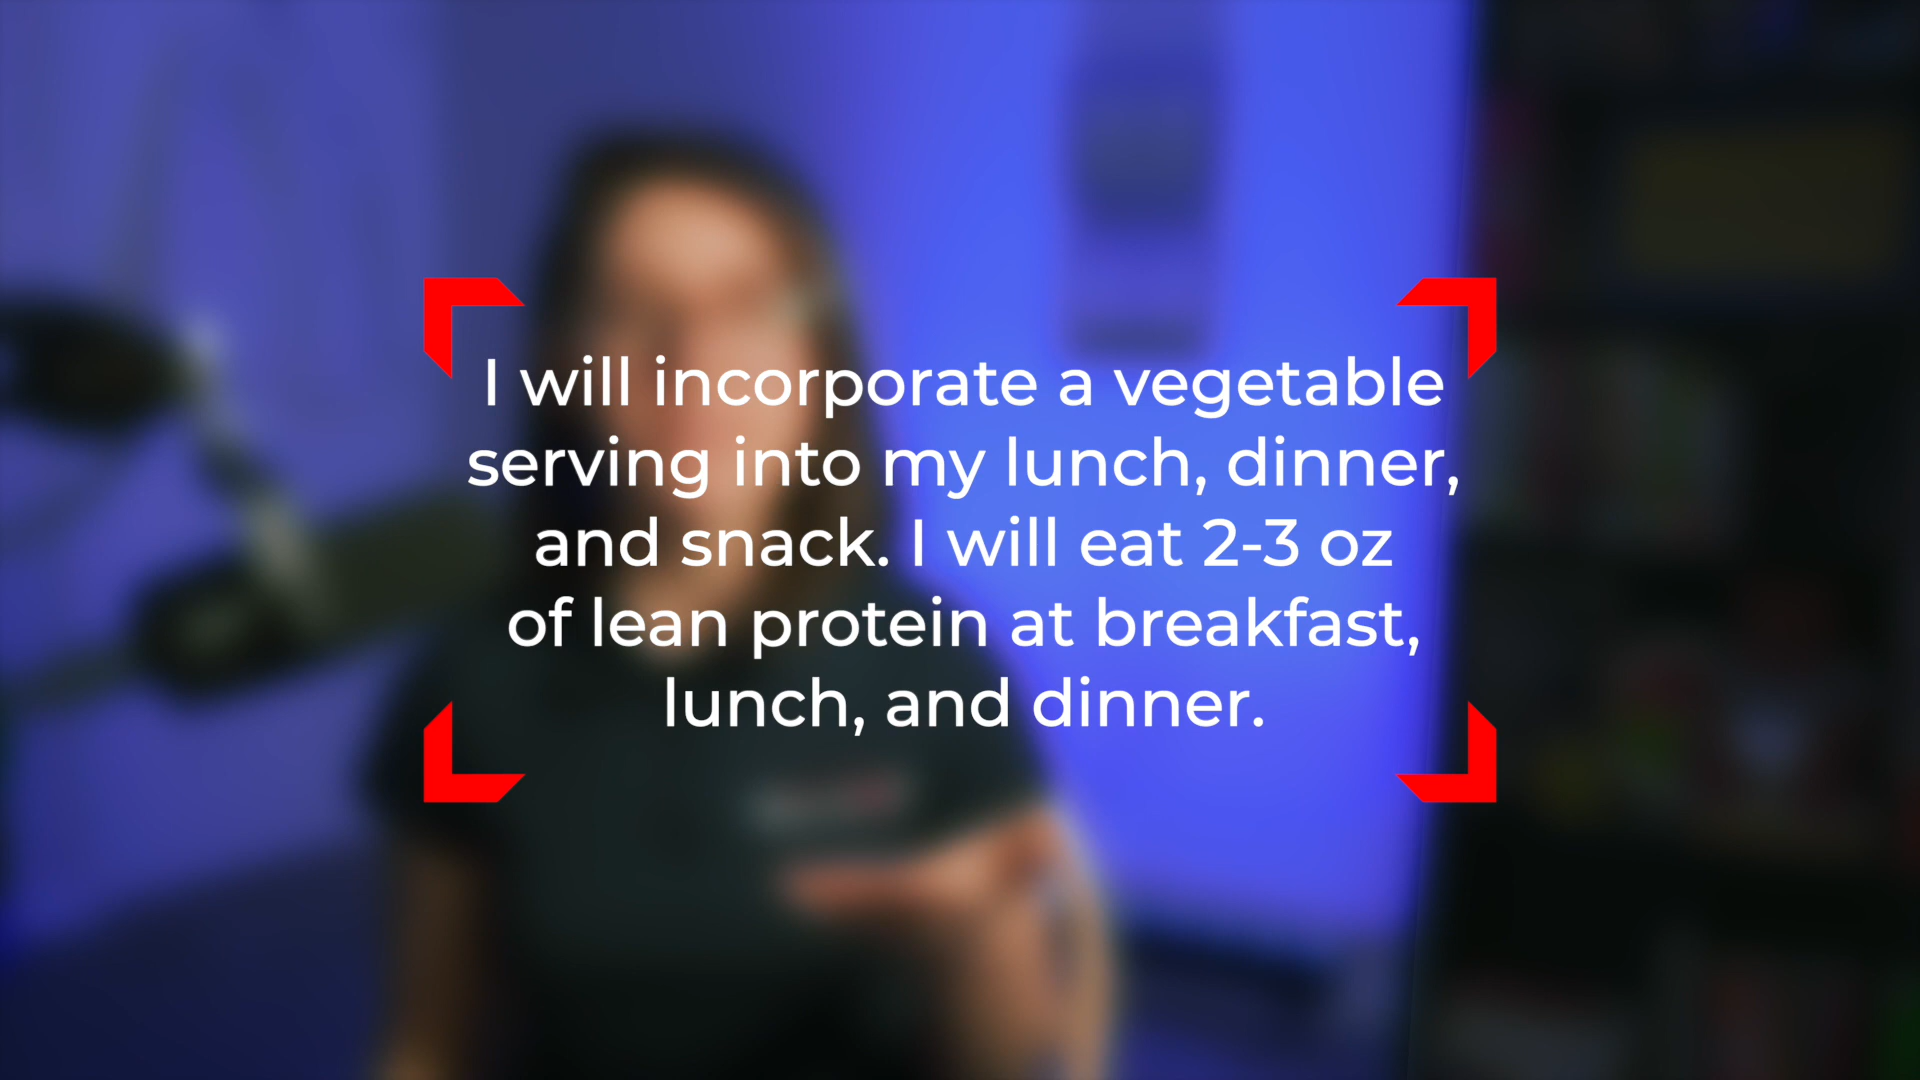 I will incorporate a vegetable
serving into my lunch, dinner,
and snack. I will eat 2-3 oz
of lean protein at breakfast,
lunch, and dinner.